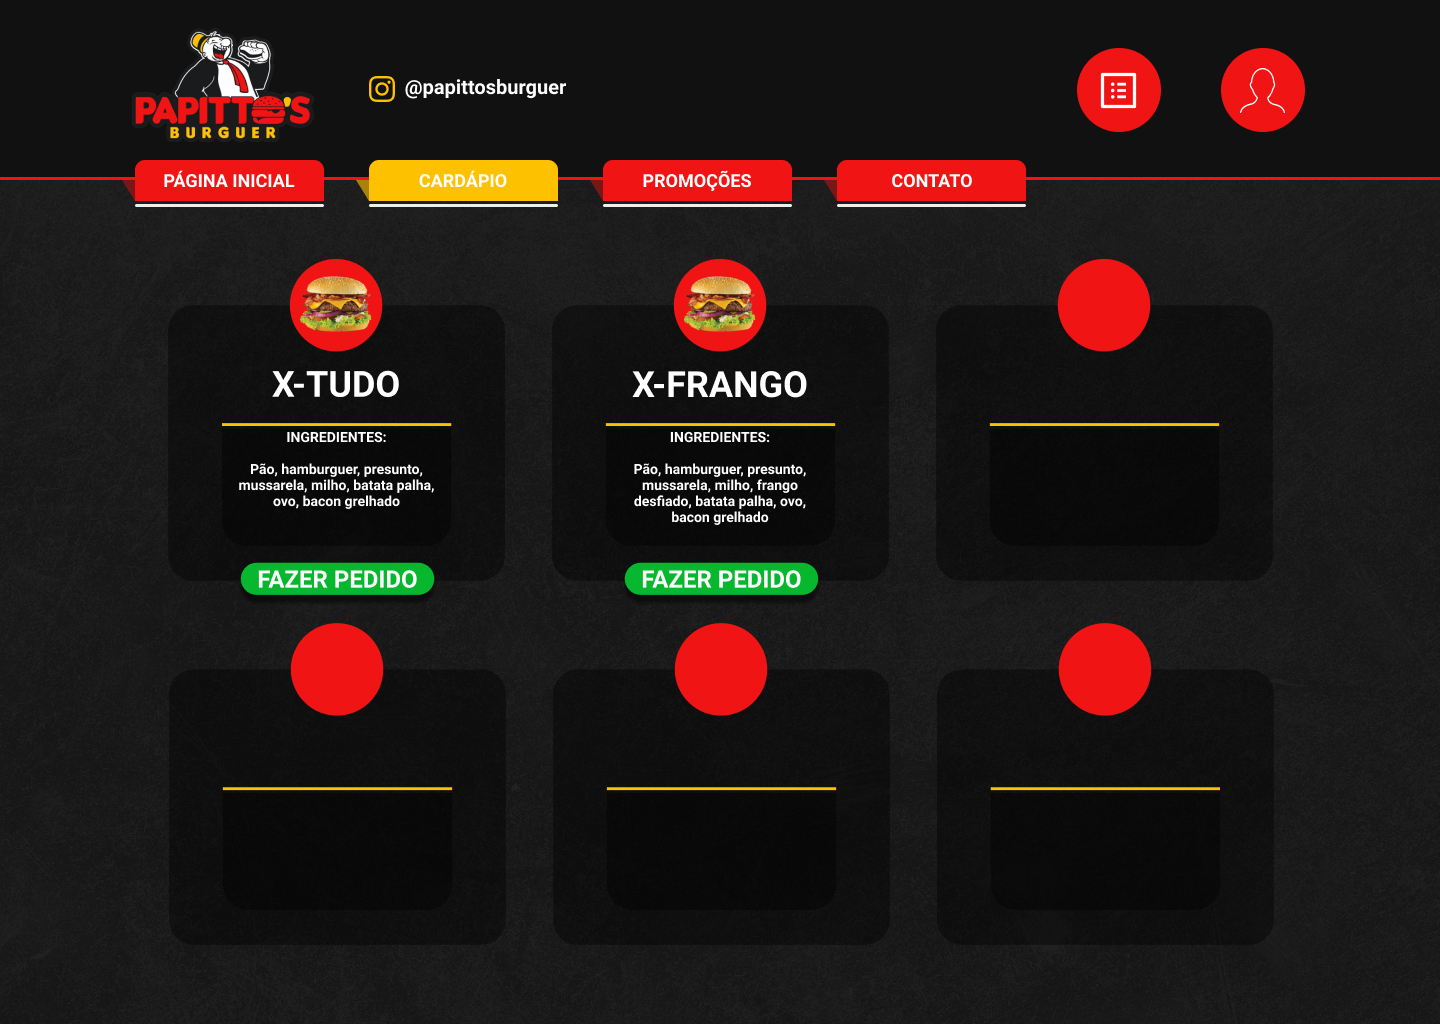 PAPITTO'S
BURGUER
@papittosburguer
PÁGINA INICIAL
CARDÁPIO
PROMOÇÕES
CONTATO
X-TUDO
INGREDIENTES:
Pão, hamburguer, presunto,
mussarela, milho, batata palha,
ovo, bacon grelhado
FAZER PEDIDO
X-FRANGO
INGREDIENTES:
Pão, hamburguer, presunto,
mussarela, milho, frango
desfiado, batata palha, ovo,
bacon grelhado
FAZER PEDIDO